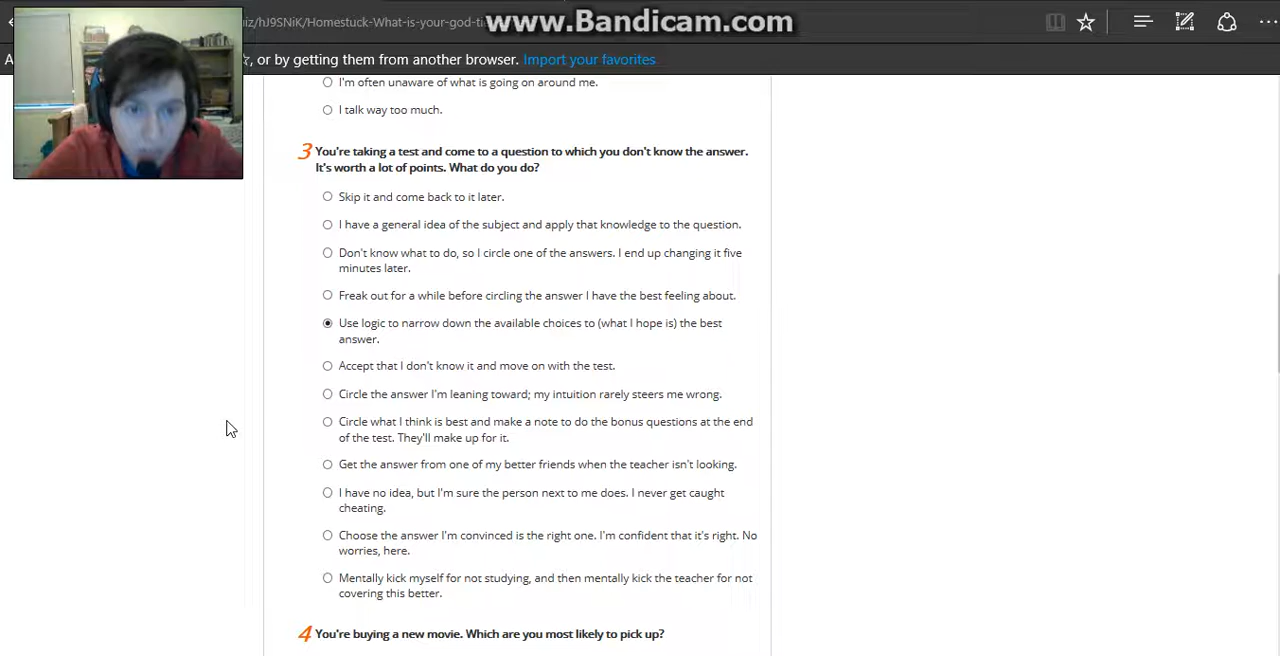 www.Bandicam.com
iz/hJ9SNiK/Homestuck-What-is-your-god-ti
, or by getting them from another browser. Import your favorites
I'm often unaware of what is going on around me.
I talk way too much.
3 You're taking a test and come to a question to which you don't know the answer.
It's worth a lot of points. What do you do?
Skip it and come back to it later.
I have a general idea of the subject and apply that knowledge to the question.
Don't know what to do, so I circle one of the answers. I end up changing it five
minutes later.
Freak out for a while before circling the answer I have the best feeling about.
Use logic to narrow down the available choices to (what I hope is) the best
answer.
Accept that I don't know it and move on with the test.
Circle the answer I'm leaning toward; my intuition rarely steers me wrong.
Circle what I think is best and make a note to do the bonus questions at the end
of the test. They'll make up for it.
Get the answer from one of my better friends when the teacher isn't looking.
I have no idea, but I'm sure the person next to me does. I never get caught
cheating.
Choose the answer I'm convinced is the right one. I'm confident that it's right. No
worries, here.
Mentally kick myself for not studying, and then mentally kick the teacher for not
covering this better.
4 You're buying a new movie. Which are you most likely to pick up?